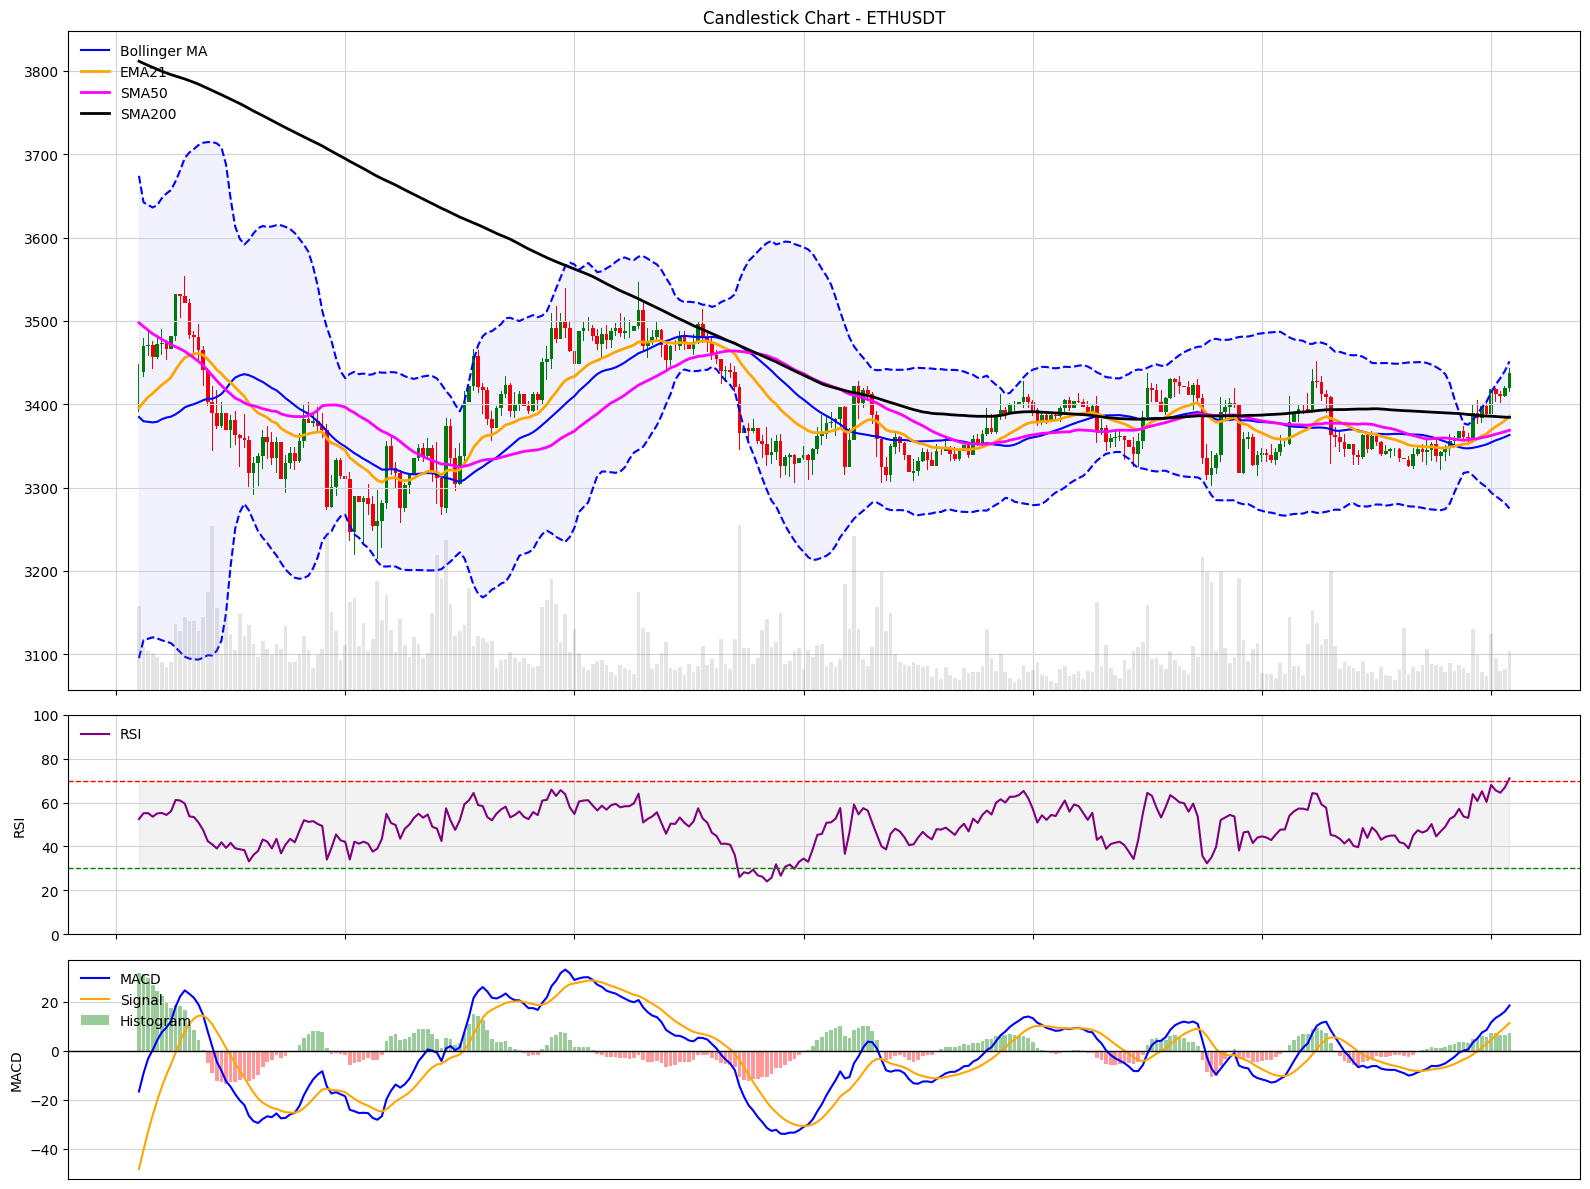 Candlestick Chart - ETHUSDT
Bollinger MA
EMA21
SMA50
SMA200
3800
3700
3600
3500
3400
3300
3200
3100
RSI
100
80
60
40
20
0
RSI
MACD
Signal
Histogram
20
0
−20
−40
MACD